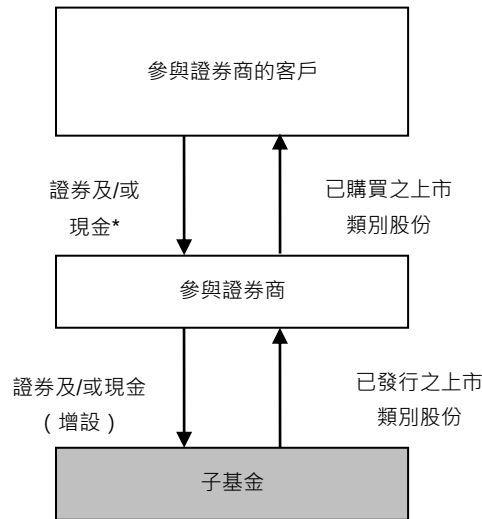 參與證券商的客戶
證券及/或
現金*
已購買之上市
類別股份
參與證券商
證券及/或現金
（增設）
已發行之上市
類別股份
子基金